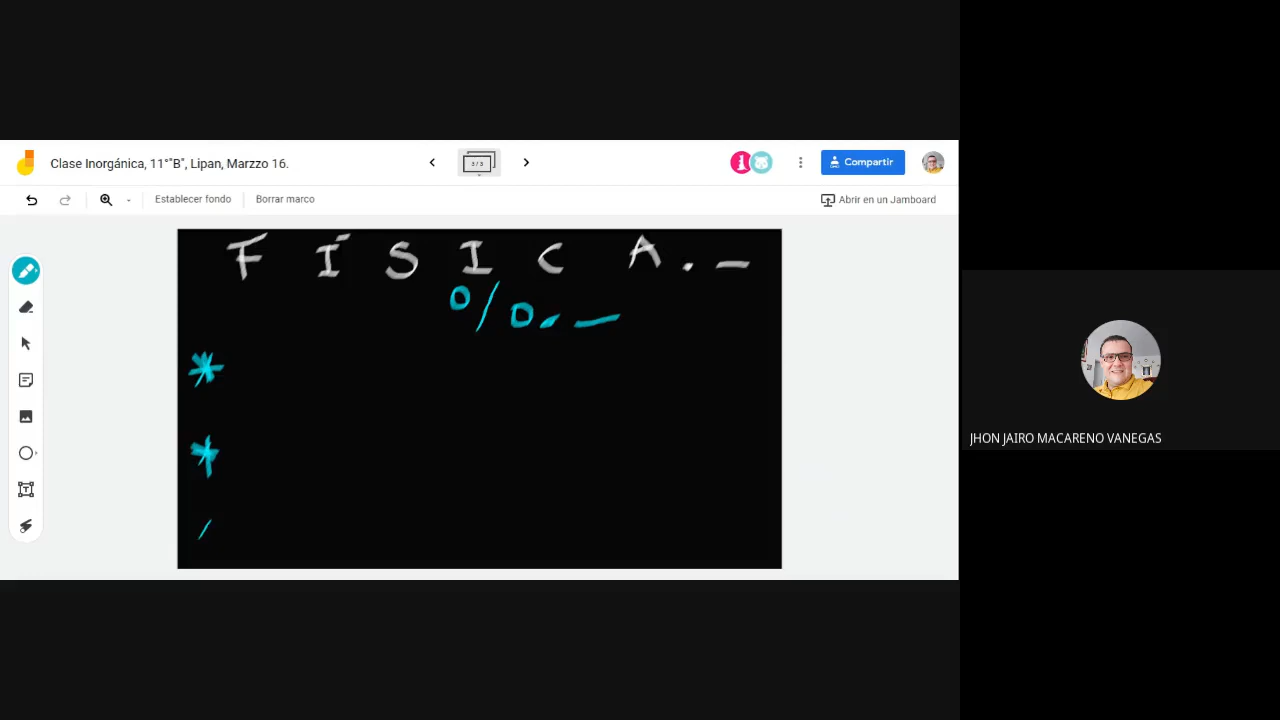 Clase Inorgánica, 11°"B", Lipan, Marzzo 16.
3 / 3
Compartir
Establecer fondo
Borrar marco
Abrir en un Jamboard
FÍSICA.-
0/0.-
*
*
JHON JAIRO MACARENO VANEGAS